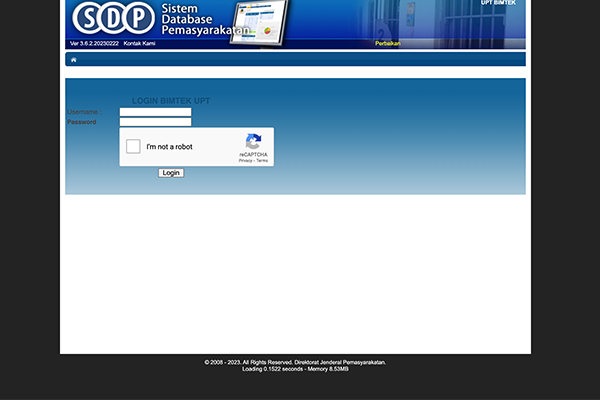 UPT BIMTEK
SDP Sistem
Database
Pemasyarakatan
Ver 3.6.2.20230222 Kontak Kami
Perbaikan
LOGIN BIMTEK UPT
Username
Password
I'm not a robot
reCAPTCHA
Privacy - Terms
Login
© 2008 - 2023. All Rights Reserved. Direktorat Jenderal Pemasyarakatan.
Loading 0.1522 seconds - Memory 8.53MB